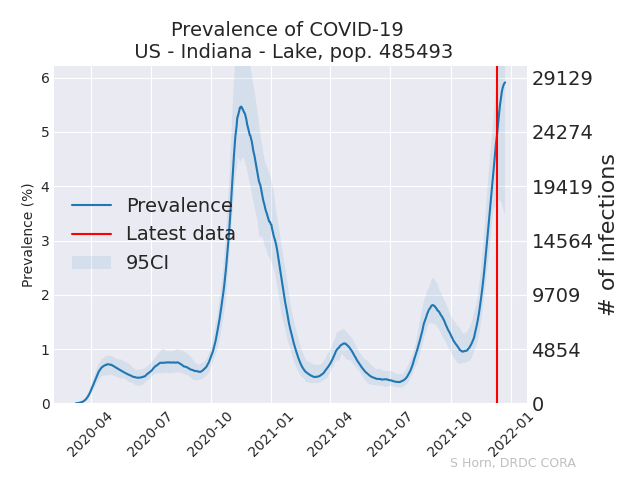 Prevalence of COVID-19
US - Indiana - Lake, pop. 485493
6
5
4
3
2
1
0
Prevalence (%)
29129
24274
19419
14564
9709
4854
0
# of infections
Prevalence
Latest data
95CI
2020-04
2020-07
2020-10
2021-01
2021-04
2021-07
2021-10
2022-01
S Horn, DRDC CORA